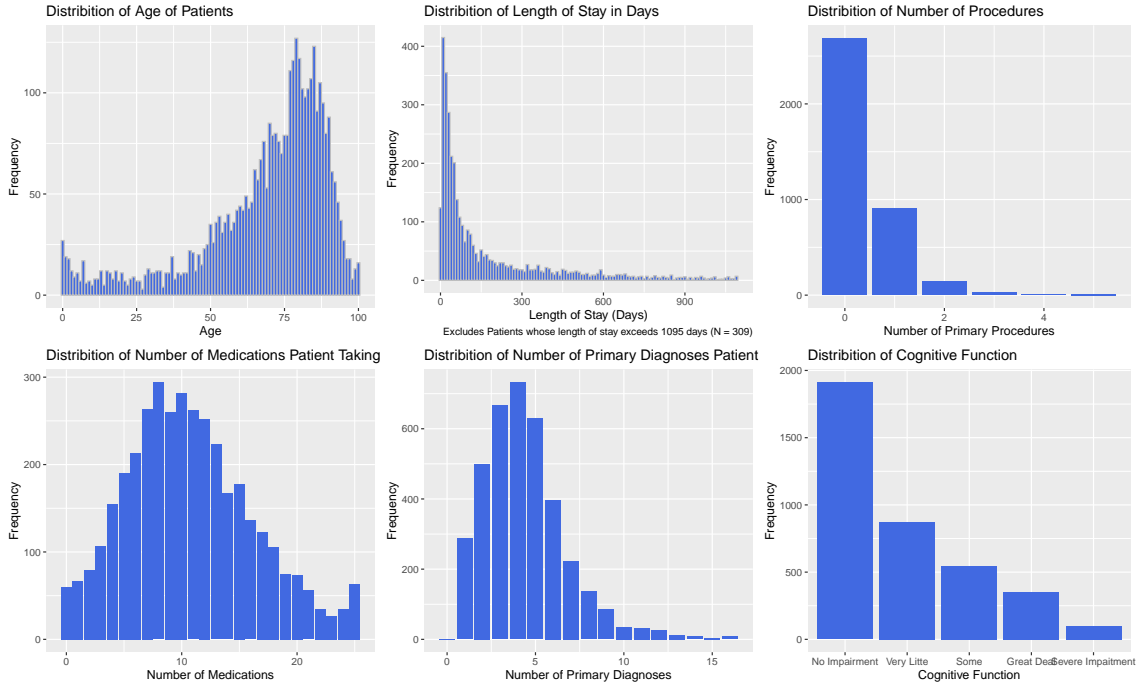 Distribition of Age of Patients
Frequency
100
50
0
0 25 50 75 100
Age
Distribition of Length of Stay in Days
Frequency
400
300
200
100
0
0 300 600 900
Length of Stay (Days)
Excludes Patients whose length of stay exceeds 1095 days (N = 309)
Distribition of Number of Procedures
Frequency
2000
1000
0
0 2 4
Number of Primary Procedures
Distribition of Number of Medications Patient Taking
Frequency
300
200
100
0
0 10 20
Number of Medications
Distribition of Number of Primary Diagnoses Patient
Frequency
600
400
200
0
0 5 10 15
Number of Primary Diagnoses
Distribition of Cognitive Function
Frequency
2000
1500
1000
500
0
No Impairment Very Litte Some Great Deal Severe Impaitment
Cognitive Function